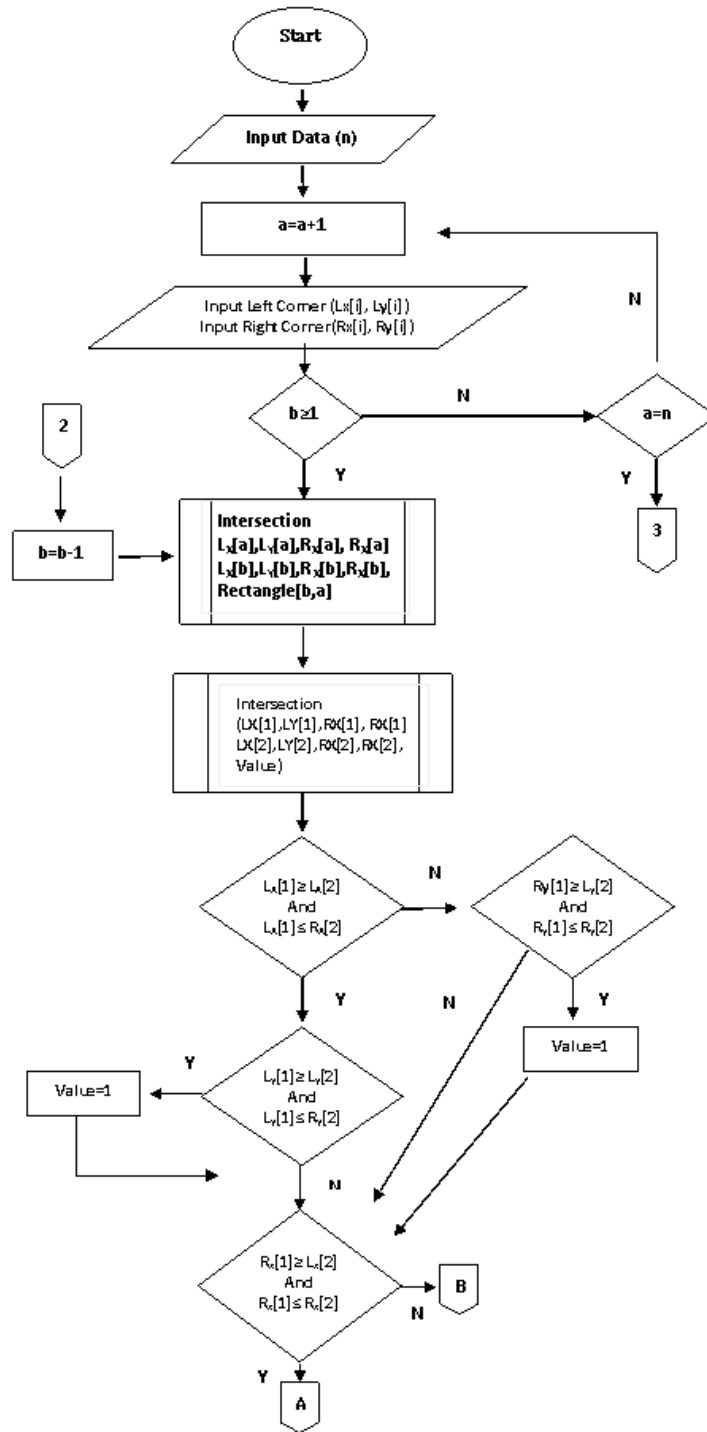 Start
Input Data (n)
a=a+1
Input Left Corner (Lx[i], Ly[i])
Input Right Corner(Rx[i], Ry[i])
N
b≥1
N
a=n
2
Y
Y
b=b-1
Intersection
Lx[a],Ly[a],Rx[a], Rx[a]
Lx[b],Ly[b],Rx[b],Rx[b],
Rectangle[b,a]
3
Intersection
(LX[1],LY[1],RX[1], RX[1]
LX[2],LY[2],RX[2],RX[2],
Value)
Lx[1]≥Lx[2]
And
Lx[1]≤Rx[2]
N
Ry[1]≥Ly[2]
And
Ry[1]≤Ry[2]
Y
N
Y
Value=1
Y
Value=1
Ly[1]≥Ly[2]
And
Ly[1]≤Ry[2]
N
Rx[1]≥Lx[2]
And
Rx[1]≤Rx[2]
B
N
Y
A